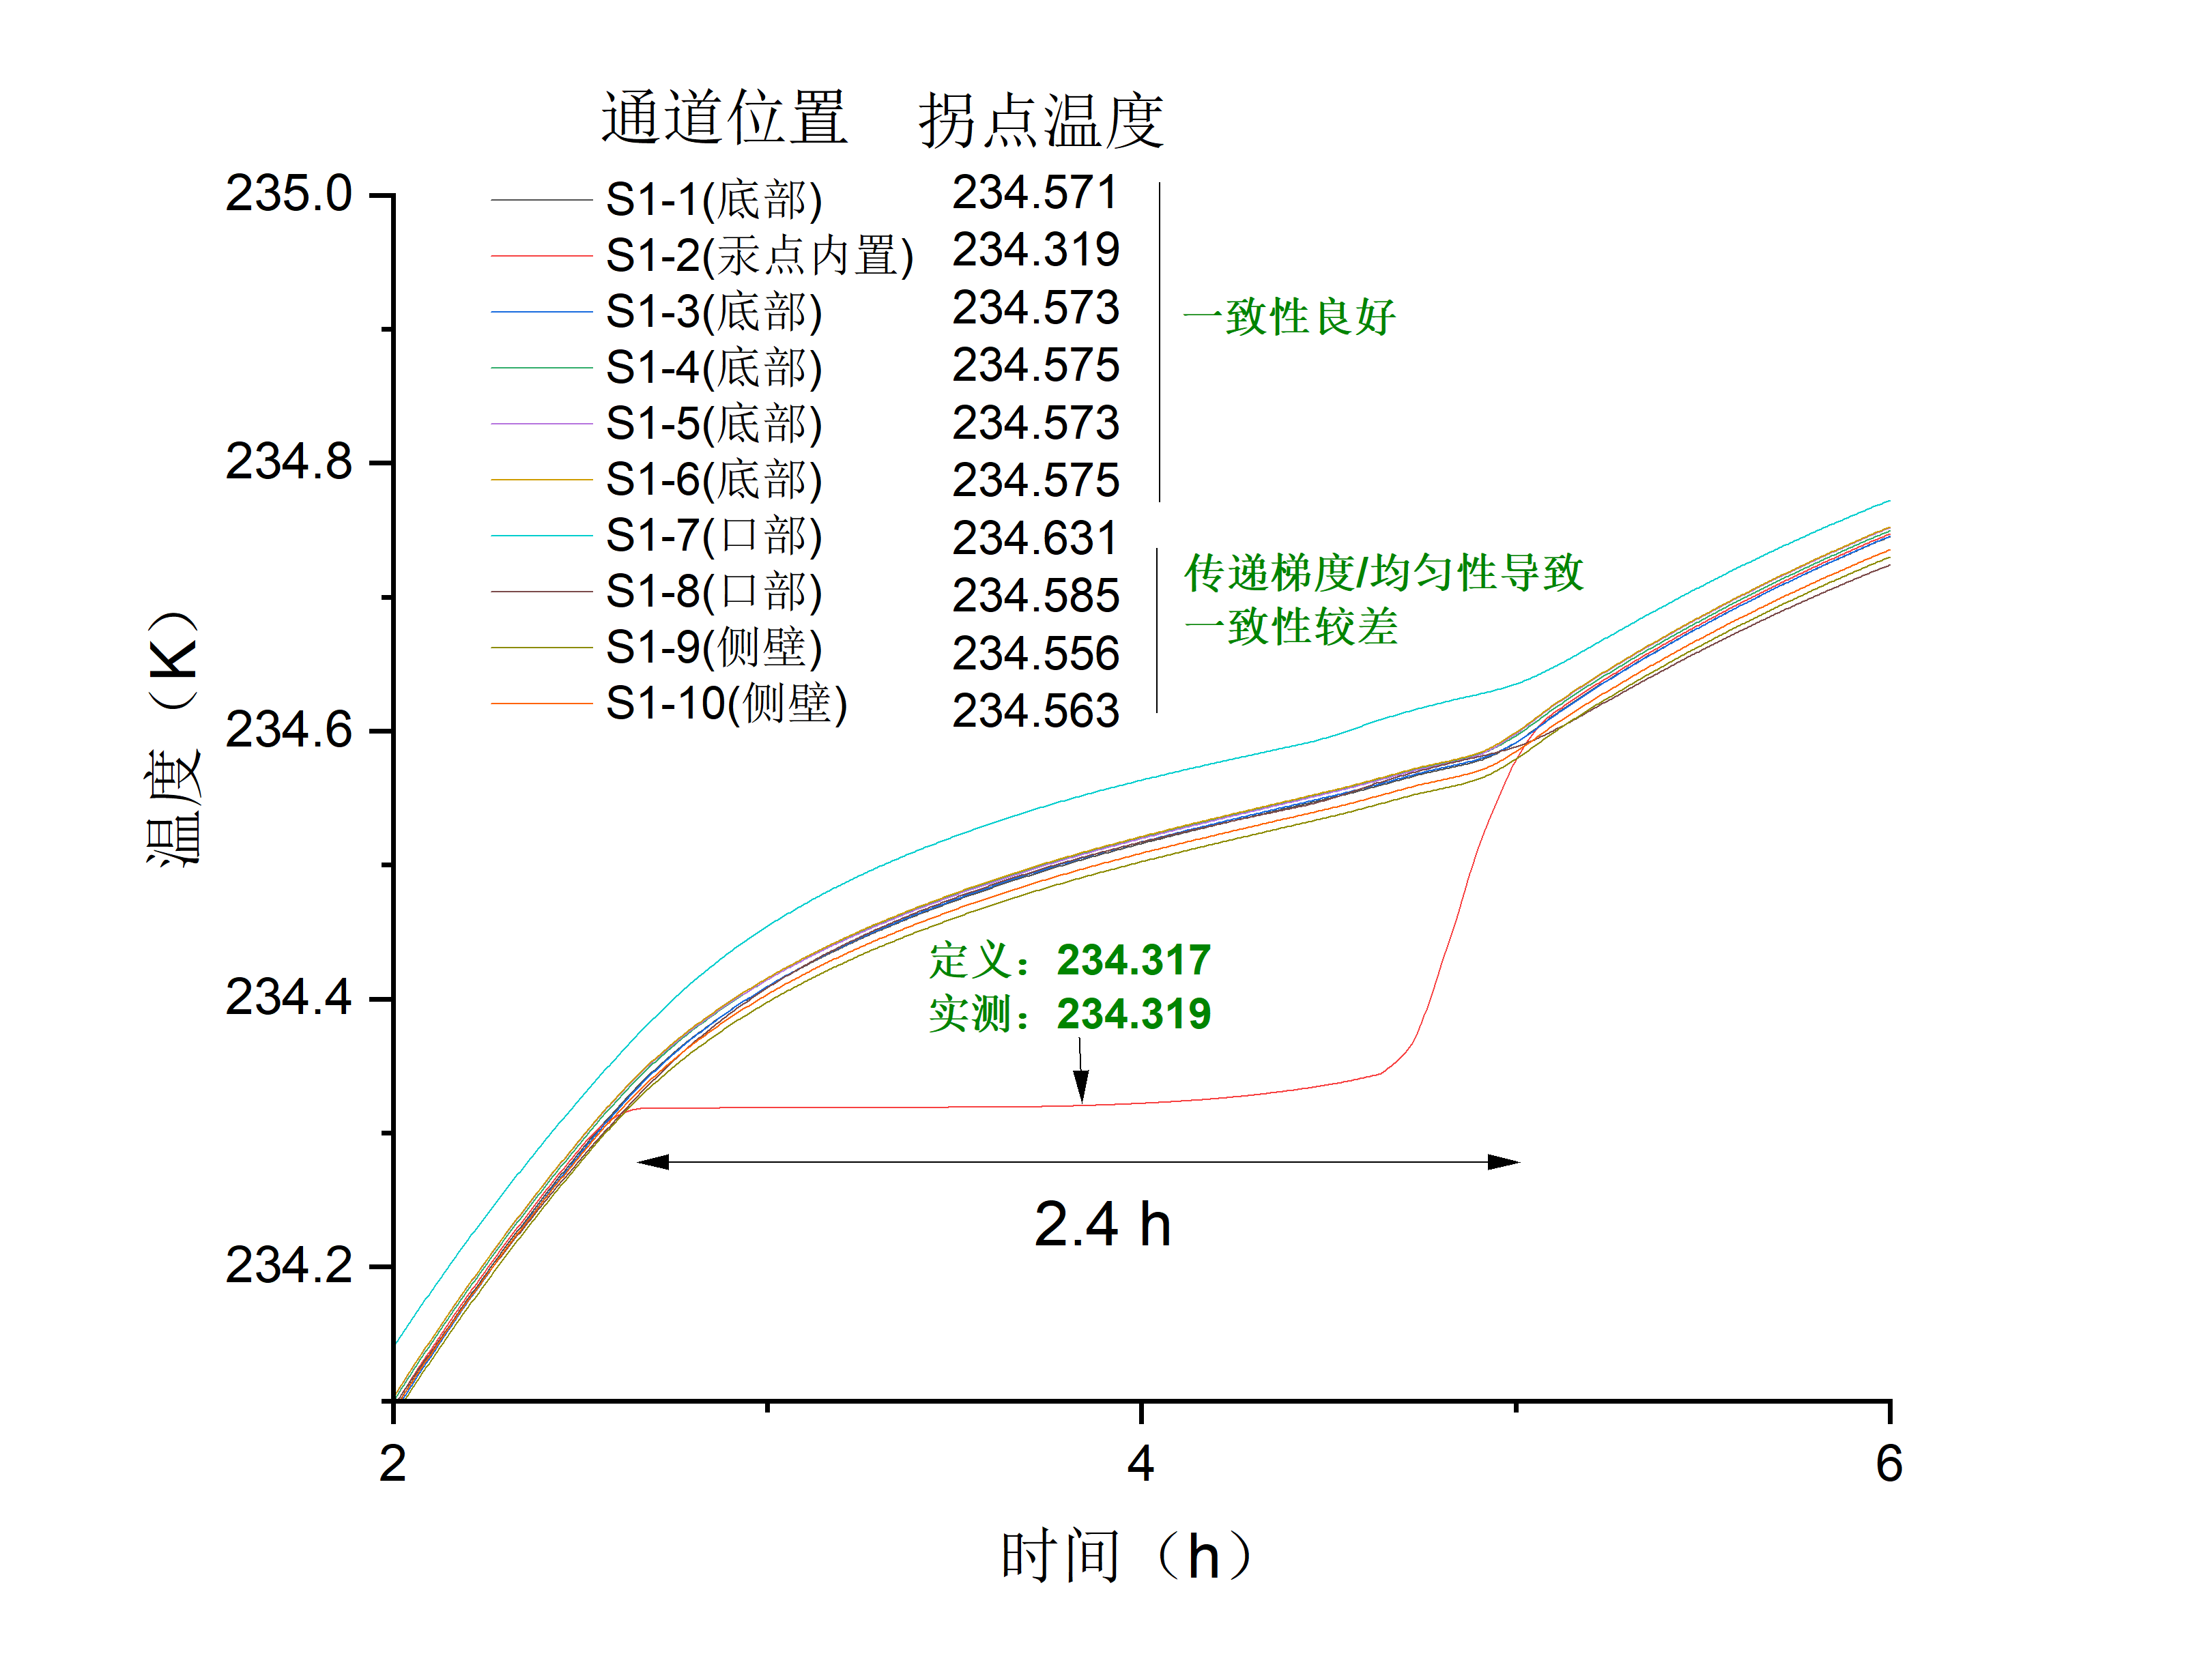 通道位置 拐点温度
235.0
S1-1(底部) 234.571
S1-2(汞点内置) 234.319
S1-3(底部) 234.573
一致性良好
S1-4(底部) 234.575
S1-5(底部) 234.573
234.8
S1-6(底部) 234.575
S1-7(口部) 234.631
传递梯度/均匀性导致
一致性较差
S1-8(口部) 234.585
S1-9(侧壁) 234.556
S1-10(侧壁) 234.563
234.6
温度（K）
定义：234.317
实测：234.319
234.4
2.4 h
234.2
2 4 6
时间（h）